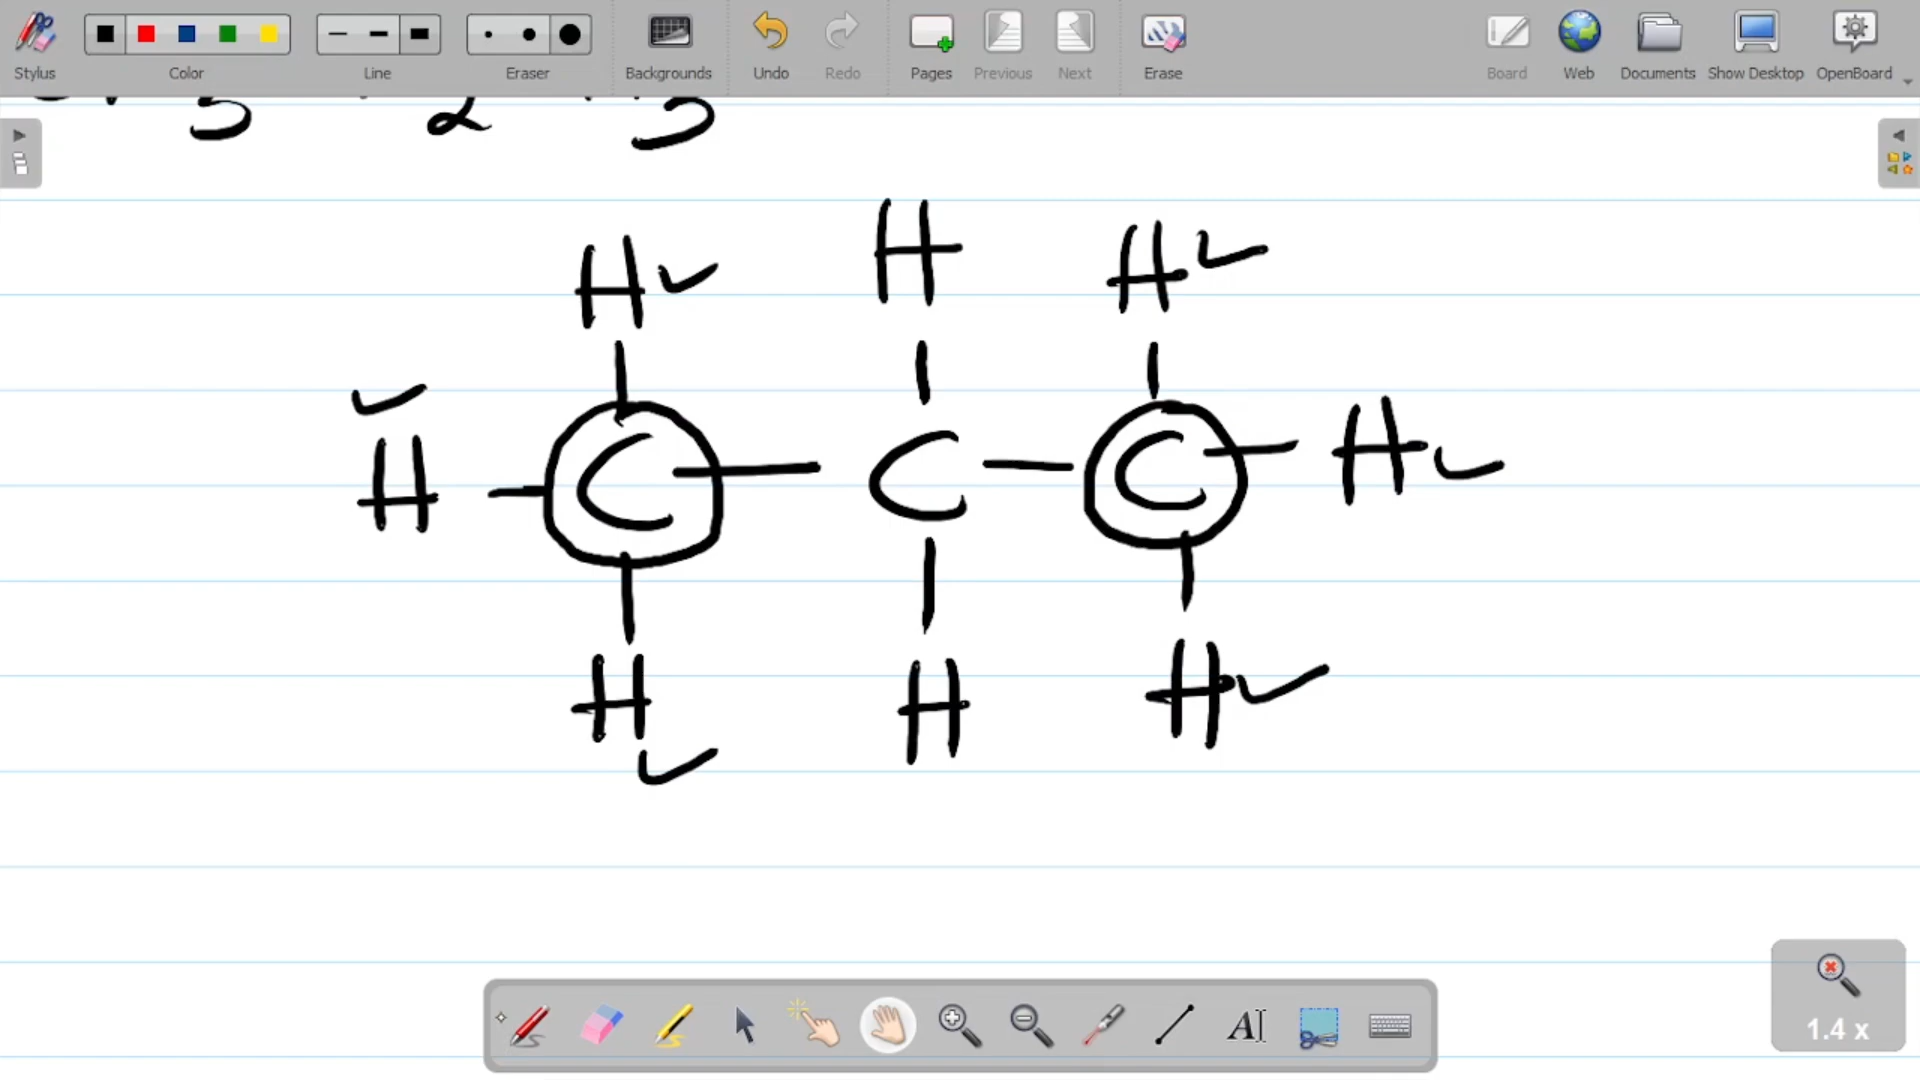 Stylus Color Line Eraser Backgrounds Undo Redo Pages Previous Next Erase Board Web Documents Show Desktop OpenBoard
3 2 3
H H H
H - C - C - C - H
H H H
AI
1.4 x